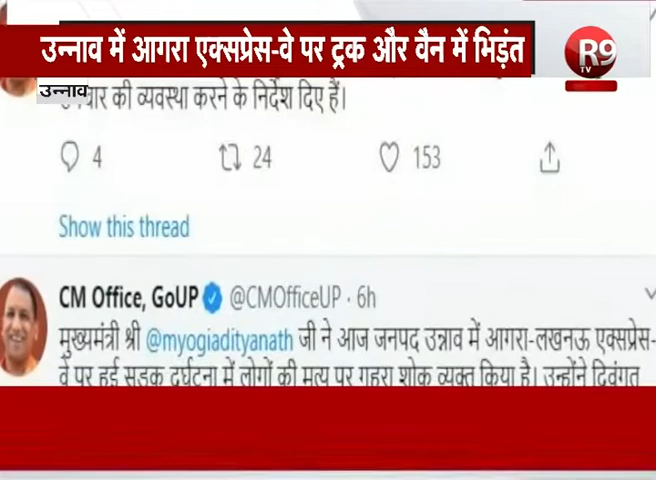 उन्नाव में आगरा एक्सप्रेस-वे पर ट्रक और वैन में भिड़ंत
R9
TV
उन्नाव
की व्यवस्था करने के निर्देश दिए हैं।
4 24 153
Show this thread
CM Office, GoUP @CMOfficeUP · 6h
मुख्यमंत्री श्री @myogiadityanath जी ने आज जनपद उन्नाव में आगरा-लखनऊ एक्सप्रेस-
वे पर हुई सड़क दुर्घटना में लोगों की मृत्यु पर गहरा शोक व्यक्त किया है। उन्होंने दिवंगत